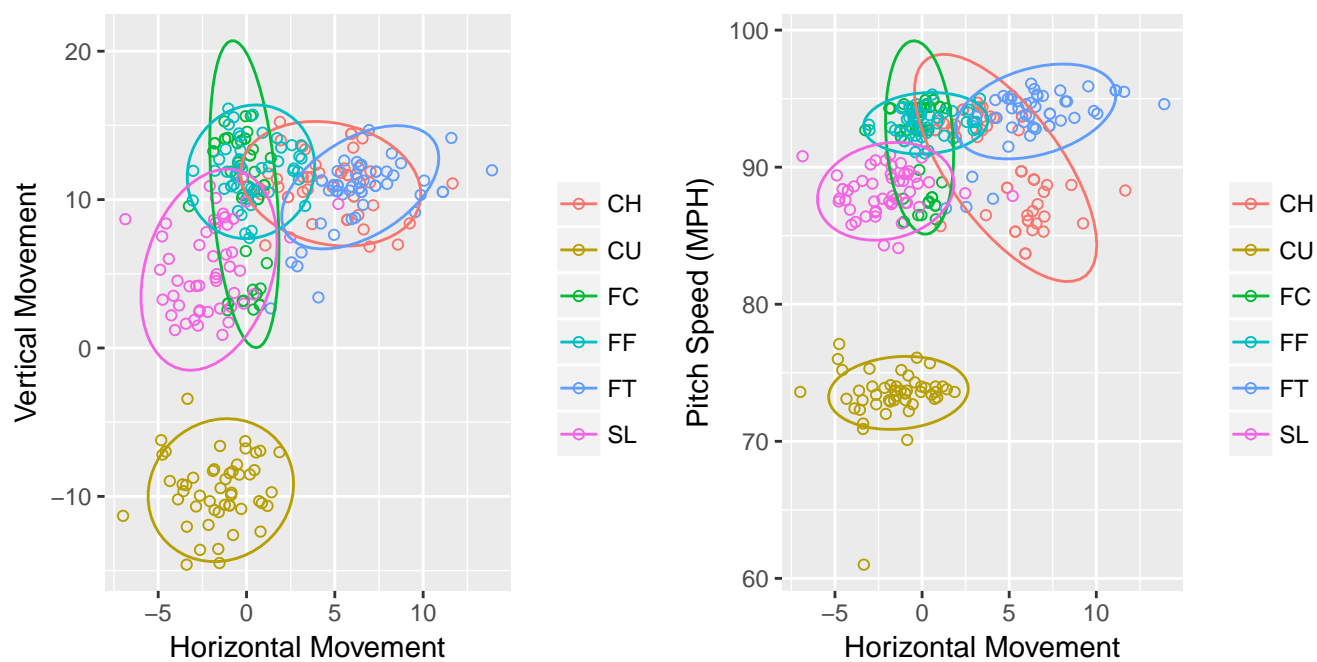 Vertical Movement
20
10
0
−10
−5
0
5
10
Horizontal Movement
CH
CU
FC
FF
FT
SL
Pitch Speed (MPH)
100
90
80
70
60
−5
0
5
10
Horizontal Movement
CH
CU
FC
FF
FT
SL